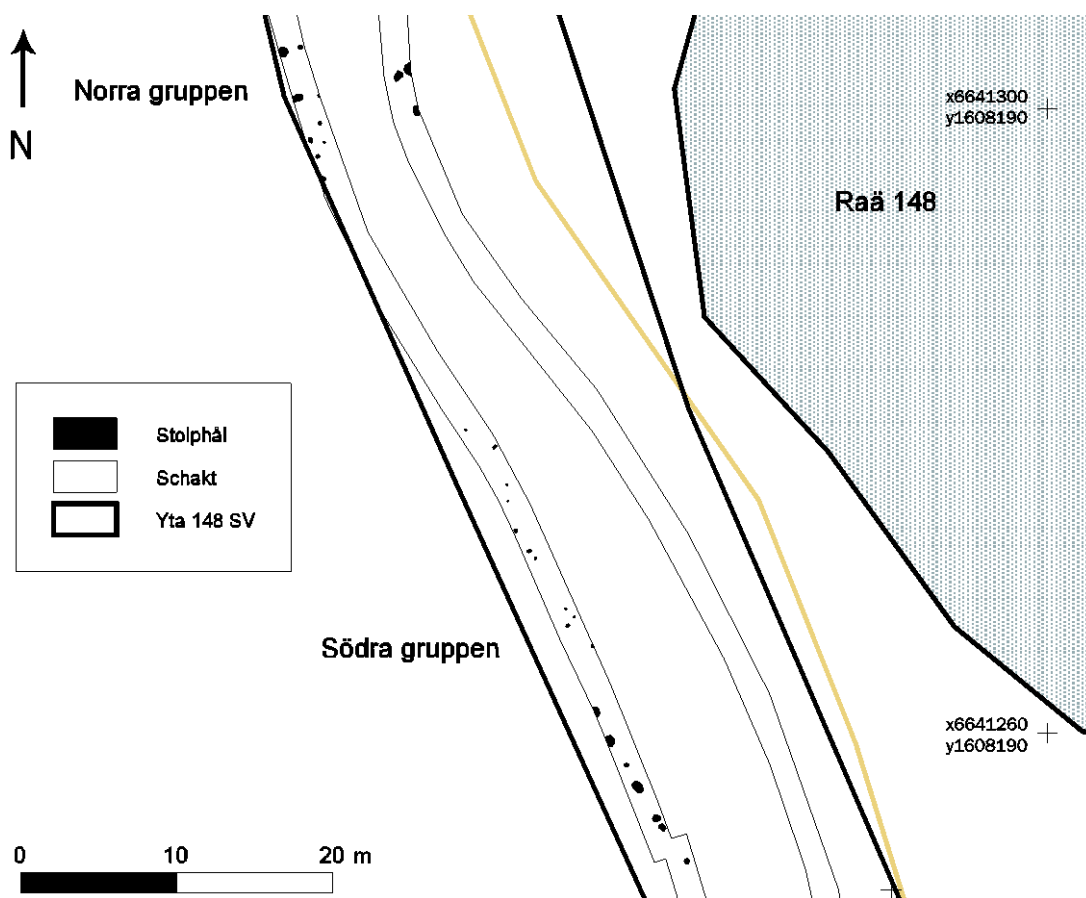 Norra gruppen
N
x6641300
y1608190
Raä 148
Stolphål
Schakt
Yta 148 SV
Södra gruppen
x6641260
y1608190
0 10 20 m